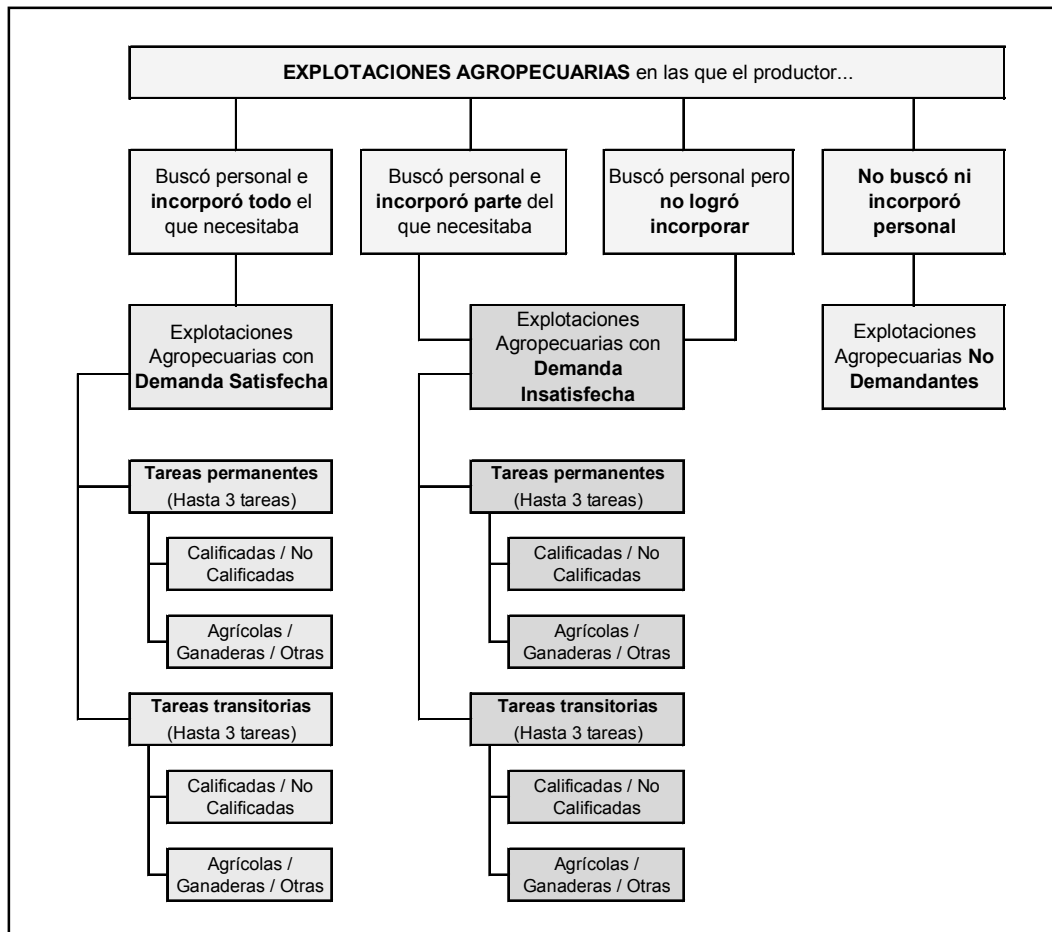 EXPLOTACIONES AGROPECUARIAS en las que el productor...
Buscó personal e
incorporó todo el
que necesitaba
Buscó personal e
incorporó parte del
que necesitaba
Buscó personal pero
no logró
incorporar
No buscó ni
incorporó
personal
Explotaciones
Agropecuarias con
Demanda Satisfecha
Explotaciones
Agropecuarias con
Demanda
Insatisfecha
Explotaciones
Agropecuarias No
Demandantes
Tareas permanentes
(Hasta 3 tareas)
Calificadas / No
Calificadas
Agrícolas /
Ganaderas / Otras
Tareas transitorias
(Hasta 3 tareas)
Calificadas / No
Calificadas
Agrícolas /
Ganaderas / Otras
Tareas permanentes
(Hasta 3 tareas)
Calificadas / No
Calificadas
Agrícolas /
Ganaderas / Otras
Tareas transitorias
(Hasta 3 tareas)
Calificadas / No
Calificadas
Agrícolas /
Ganaderas / Otras